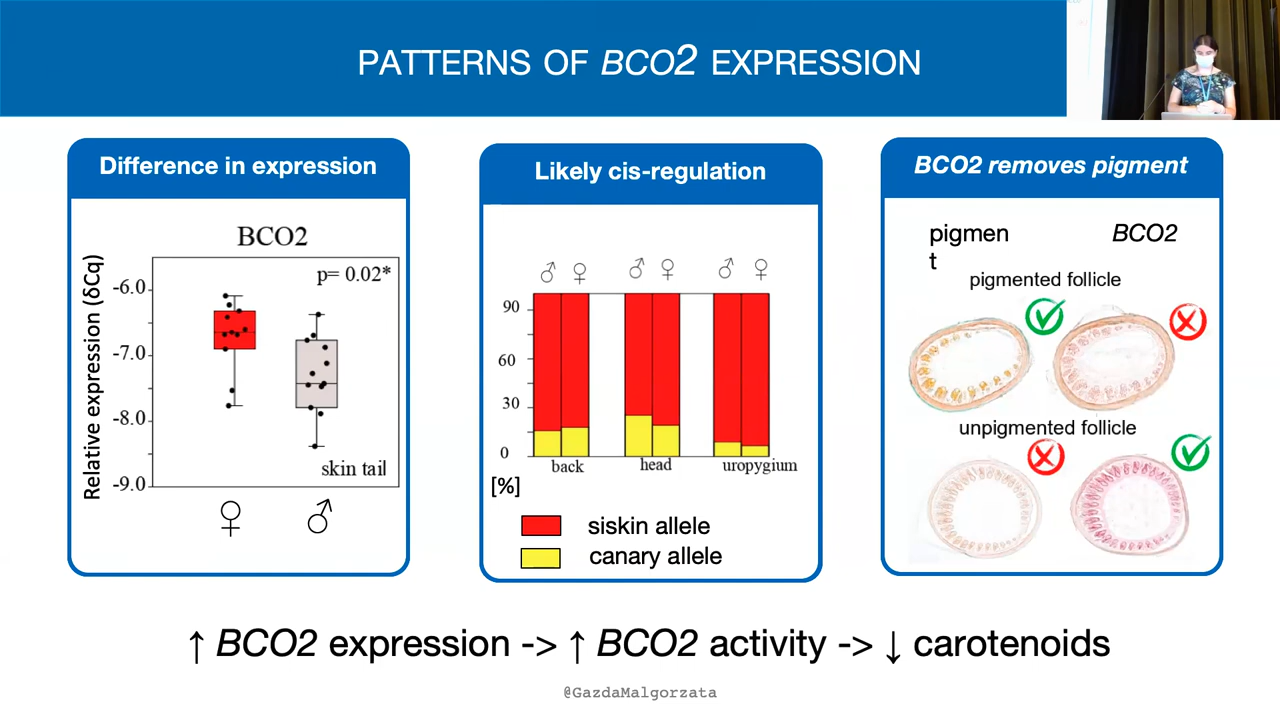 PATTERNS OF BCO2 EXPRESSION
Difference in expression
BCO2
p= 0.02*
Relative expression (δCq)
-6.0
-7.0
-8.0
-9.0
skin tail
♀ ♂
Likely cis-regulation
♂ ♀ ♂ ♀ ♂ ♀
90
60
30
0
back head uropygium
[%]
siskin allele
canary allele
BCO2 removes pigment
pigmen BCO2
t
pigmented follicle
unpigmented follicle
↑ BCO2 expression -> ↑ BCO2 activity -> ↓ carotenoids
@GazdaMalgorzata